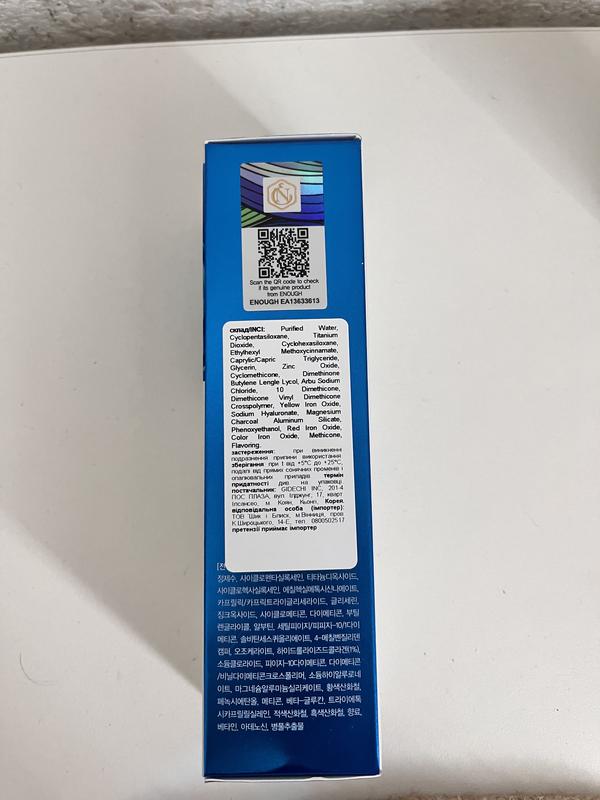 Scan the QR code to check
if its genuine product
from ENOUGH
ENOUGH EA13633613
склад/INCI: Purified Water,
Cyclopentasiloxane, Titanium
Dioxide, Cyclohexasiloxane,
Ethylhexyl Methoxycinnamate,
Caprylic/Capric Triglyceride,
Glycerin, Zinc Oxide,
Cyclomethicone, Dimethinone
Butylene Lengle Lycol, Arbu Sodium
Chloride, 10 Dimethicone,
Dimethicone Vinyl Dimethicone
Crosspolymer, Yellow Iron Oxide,
Sodium Hyaluronate, Magnesium
Charcoal Aluminum Silicate,
Phenoxyethanol, Red Iron Oxide,
Color Iron Oxide, Methicone,
Flavoring.
застереження: при виникненні
подразнення припини використання
зберігання: при t від +5°C до +25°C,
подалі від прямих сонячних променів і
опалювальних приладів термін
придатності див. на упаковці
постачальник: GIDECHI INC, 201-4
ПОС ПЛАЗА, вул. Ілджунг, 17, кварт
Ілсансео, м. Коян, Кьонгі, Корея.
відповідальна особа (імпортер):
ТОВ Шик і Блиск, м.Вінниця, пров
К.Широцького, 14-Е, тел. 0800502517
претензії приймає імпортер
[전
정제수, 사이클로펜타실록세인, 티타늄디옥사이드,
사이클로헥사실록세인, 에칠헥실메톡시신나메이트,
카프릴릭/카프릭트라이글리세라이드, 글리세린,
징크옥사이드, 사이클로메티콘, 다이메티콘, 부틸
렌글라이콜, 알부틴, 세틸피이지/피피지-10/1다이
메티콘, 솔비탄세스퀴올리에이트, 4-메칠벤질리덴
캠퍼, 오조케라이트, 하이드롤라이즈드콜라겐(1%),
소듐클로라이드, 피이지-10다이메티콘, 다이메티콘
/비닐다이메티콘크로스폴리머, 소듐하이알루로네
이트, 마그네슘알루미늄실리케이트, 황색산화철,
페녹시에탄올, 메티콘, 베타-글루칸, 트라이에톡
시카프릴릴실레인, 적색산화철, 흑색산화철, 향료,
베타인, 아데노신, 병풀추출물